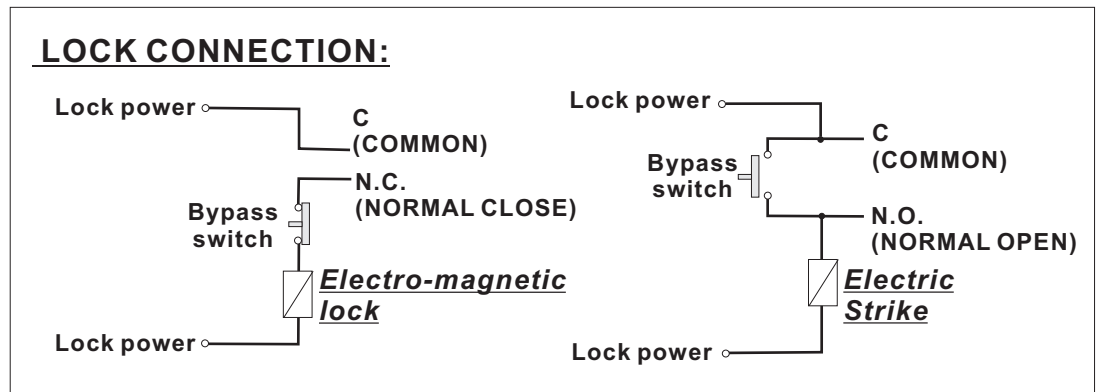 LOCK CONNECTION:
Lock power
C
(COMMON)
N.C.
(NORMAL CLOSE)
Bypass
switch
Electro-magnetic
lock
Lock power
Lock power
C
(COMMON)
Bypass
switch
N.O.
(NORMAL OPEN)
Electric
Strike
Lock power